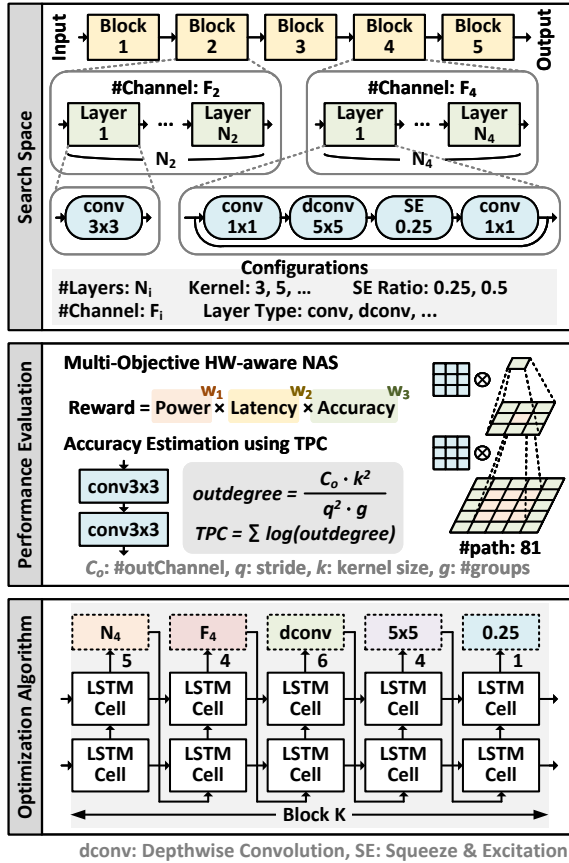 Search Space
Input
Block 1
Block 2
Block 3
Block 4
Block 5
Output
#Channel: F2
Layer 1
...
Layer N2
N2
#Channel: F4
Layer 1
...
Layer N4
N4
conv 3x3
conv 1x1
dconv 5x5
SE 0.25
conv 1x1
Configurations
#Layers: Ni Kernel: 3, 5, ... SE Ratio: 0.25, 0.5
#Channel: Fi Layer Type: conv, dconv, ...
Performance Evaluation
Multi-Objective HW-aware NAS
Reward = Power^W1 × Latency^W2 × Accuracy^W3
Accuracy Estimation using TPC
conv3x3
conv3x3
outdegree = Co · k² / q² · g
TPC = ∑ log(outdegree)
#path: 81
Co: #outChannel, q: stride, k: kernel size, g: #groups
Optimization Algorithm
N4
F4
dconv
5x5
0.25
5
4
6
4
1
LSTM Cell
LSTM Cell
LSTM Cell
LSTM Cell
LSTM Cell
LSTM Cell
LSTM Cell
LSTM Cell
LSTM Cell
LSTM Cell
Block K
dconv: Depthwise Convolution, SE: Squeeze & Excitation